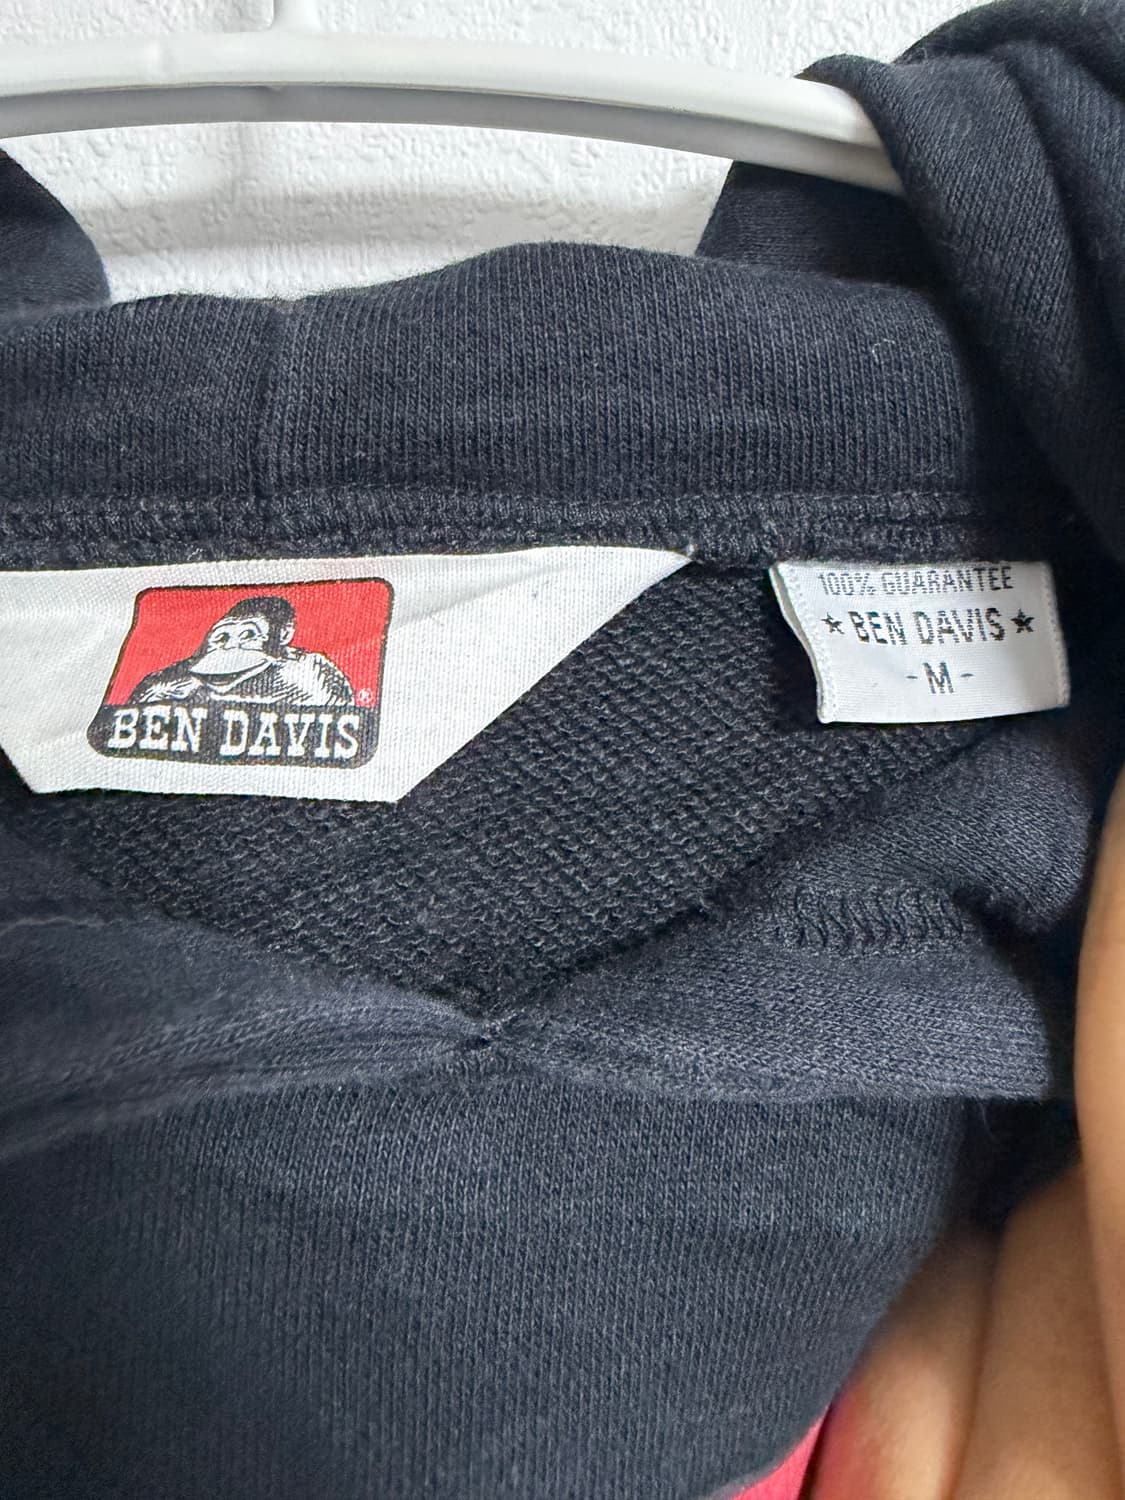 BEN DAVIS
®
100% GUARANTEE
★ BEN DAVIS ★
- M -